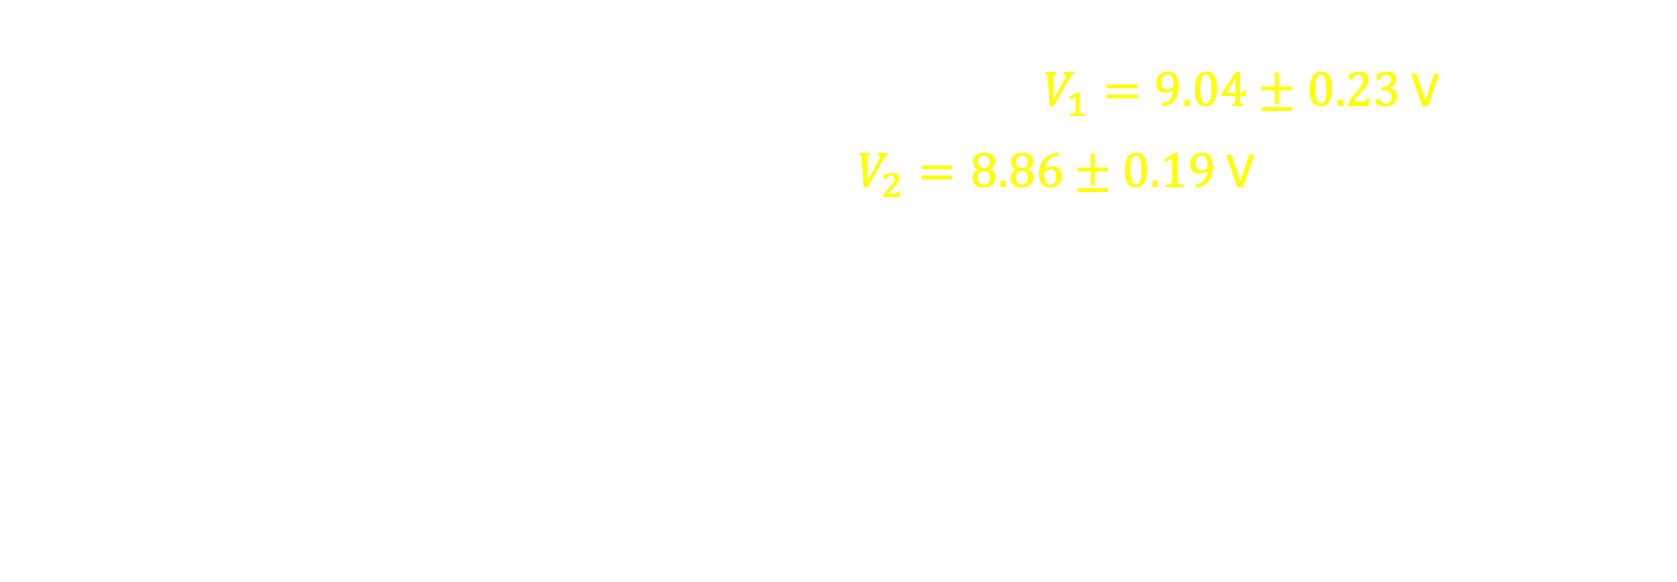 V₁ = 9.04 ± 0.23 V
V₂ = 8.86 ± 0.19 V